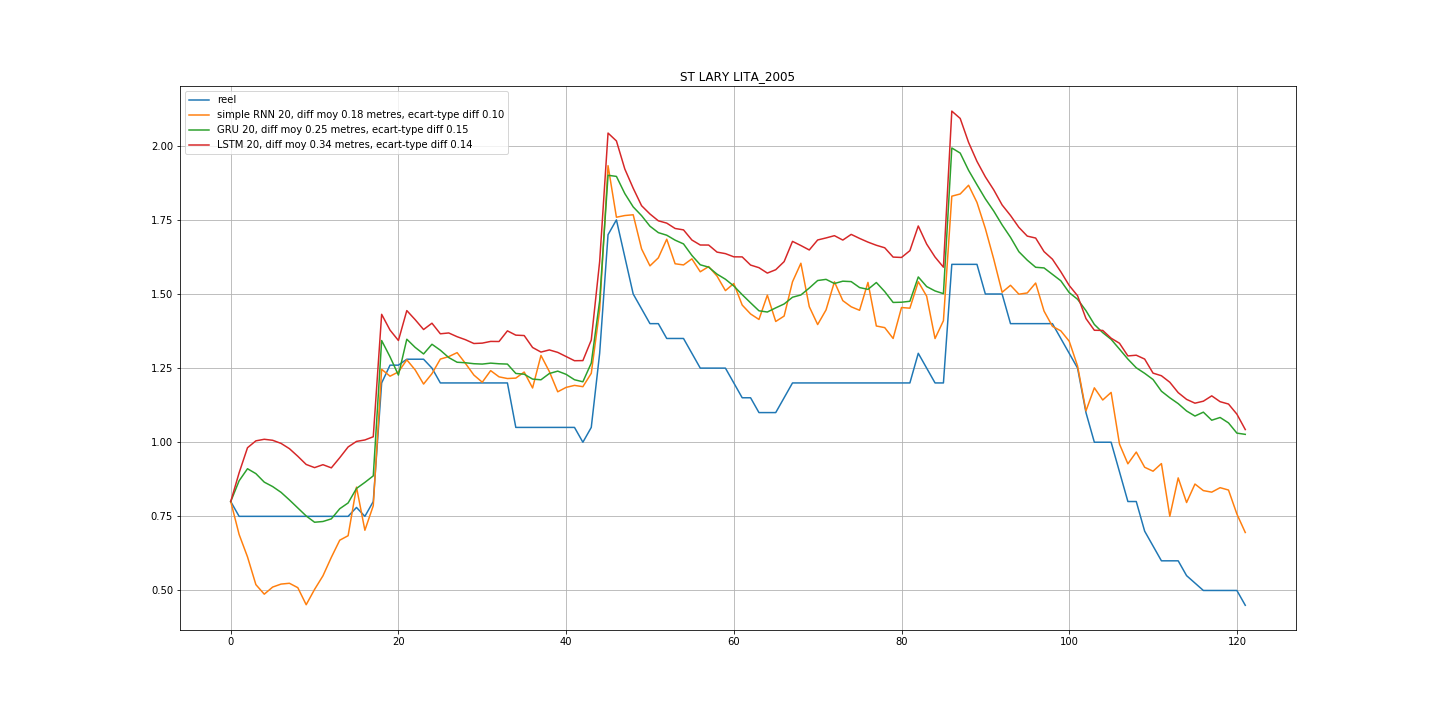 ST LARY LITA_2005
reel
simple RNN 20, diff moy 0.18 metres, ecart-type diff 0.10
GRU 20, diff moy 0.25 metres, ecart-type diff 0.15
LSTM 20, diff moy 0.34 metres, ecart-type diff 0.14
2.00
1.75
1.50
1.25
1.00
0.75
0.50
0 20 40 60 80 100 120